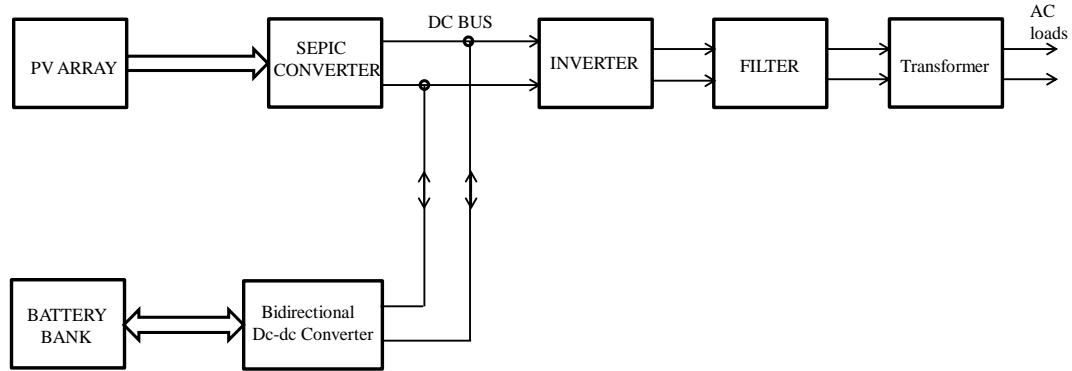 PV ARRAY
SEPIC
CONVERTER
DC BUS
INVERTER
FILTER
Transformer
AC
loads
BATTERY
BANK
Bidirectional
Dc-dc Converter